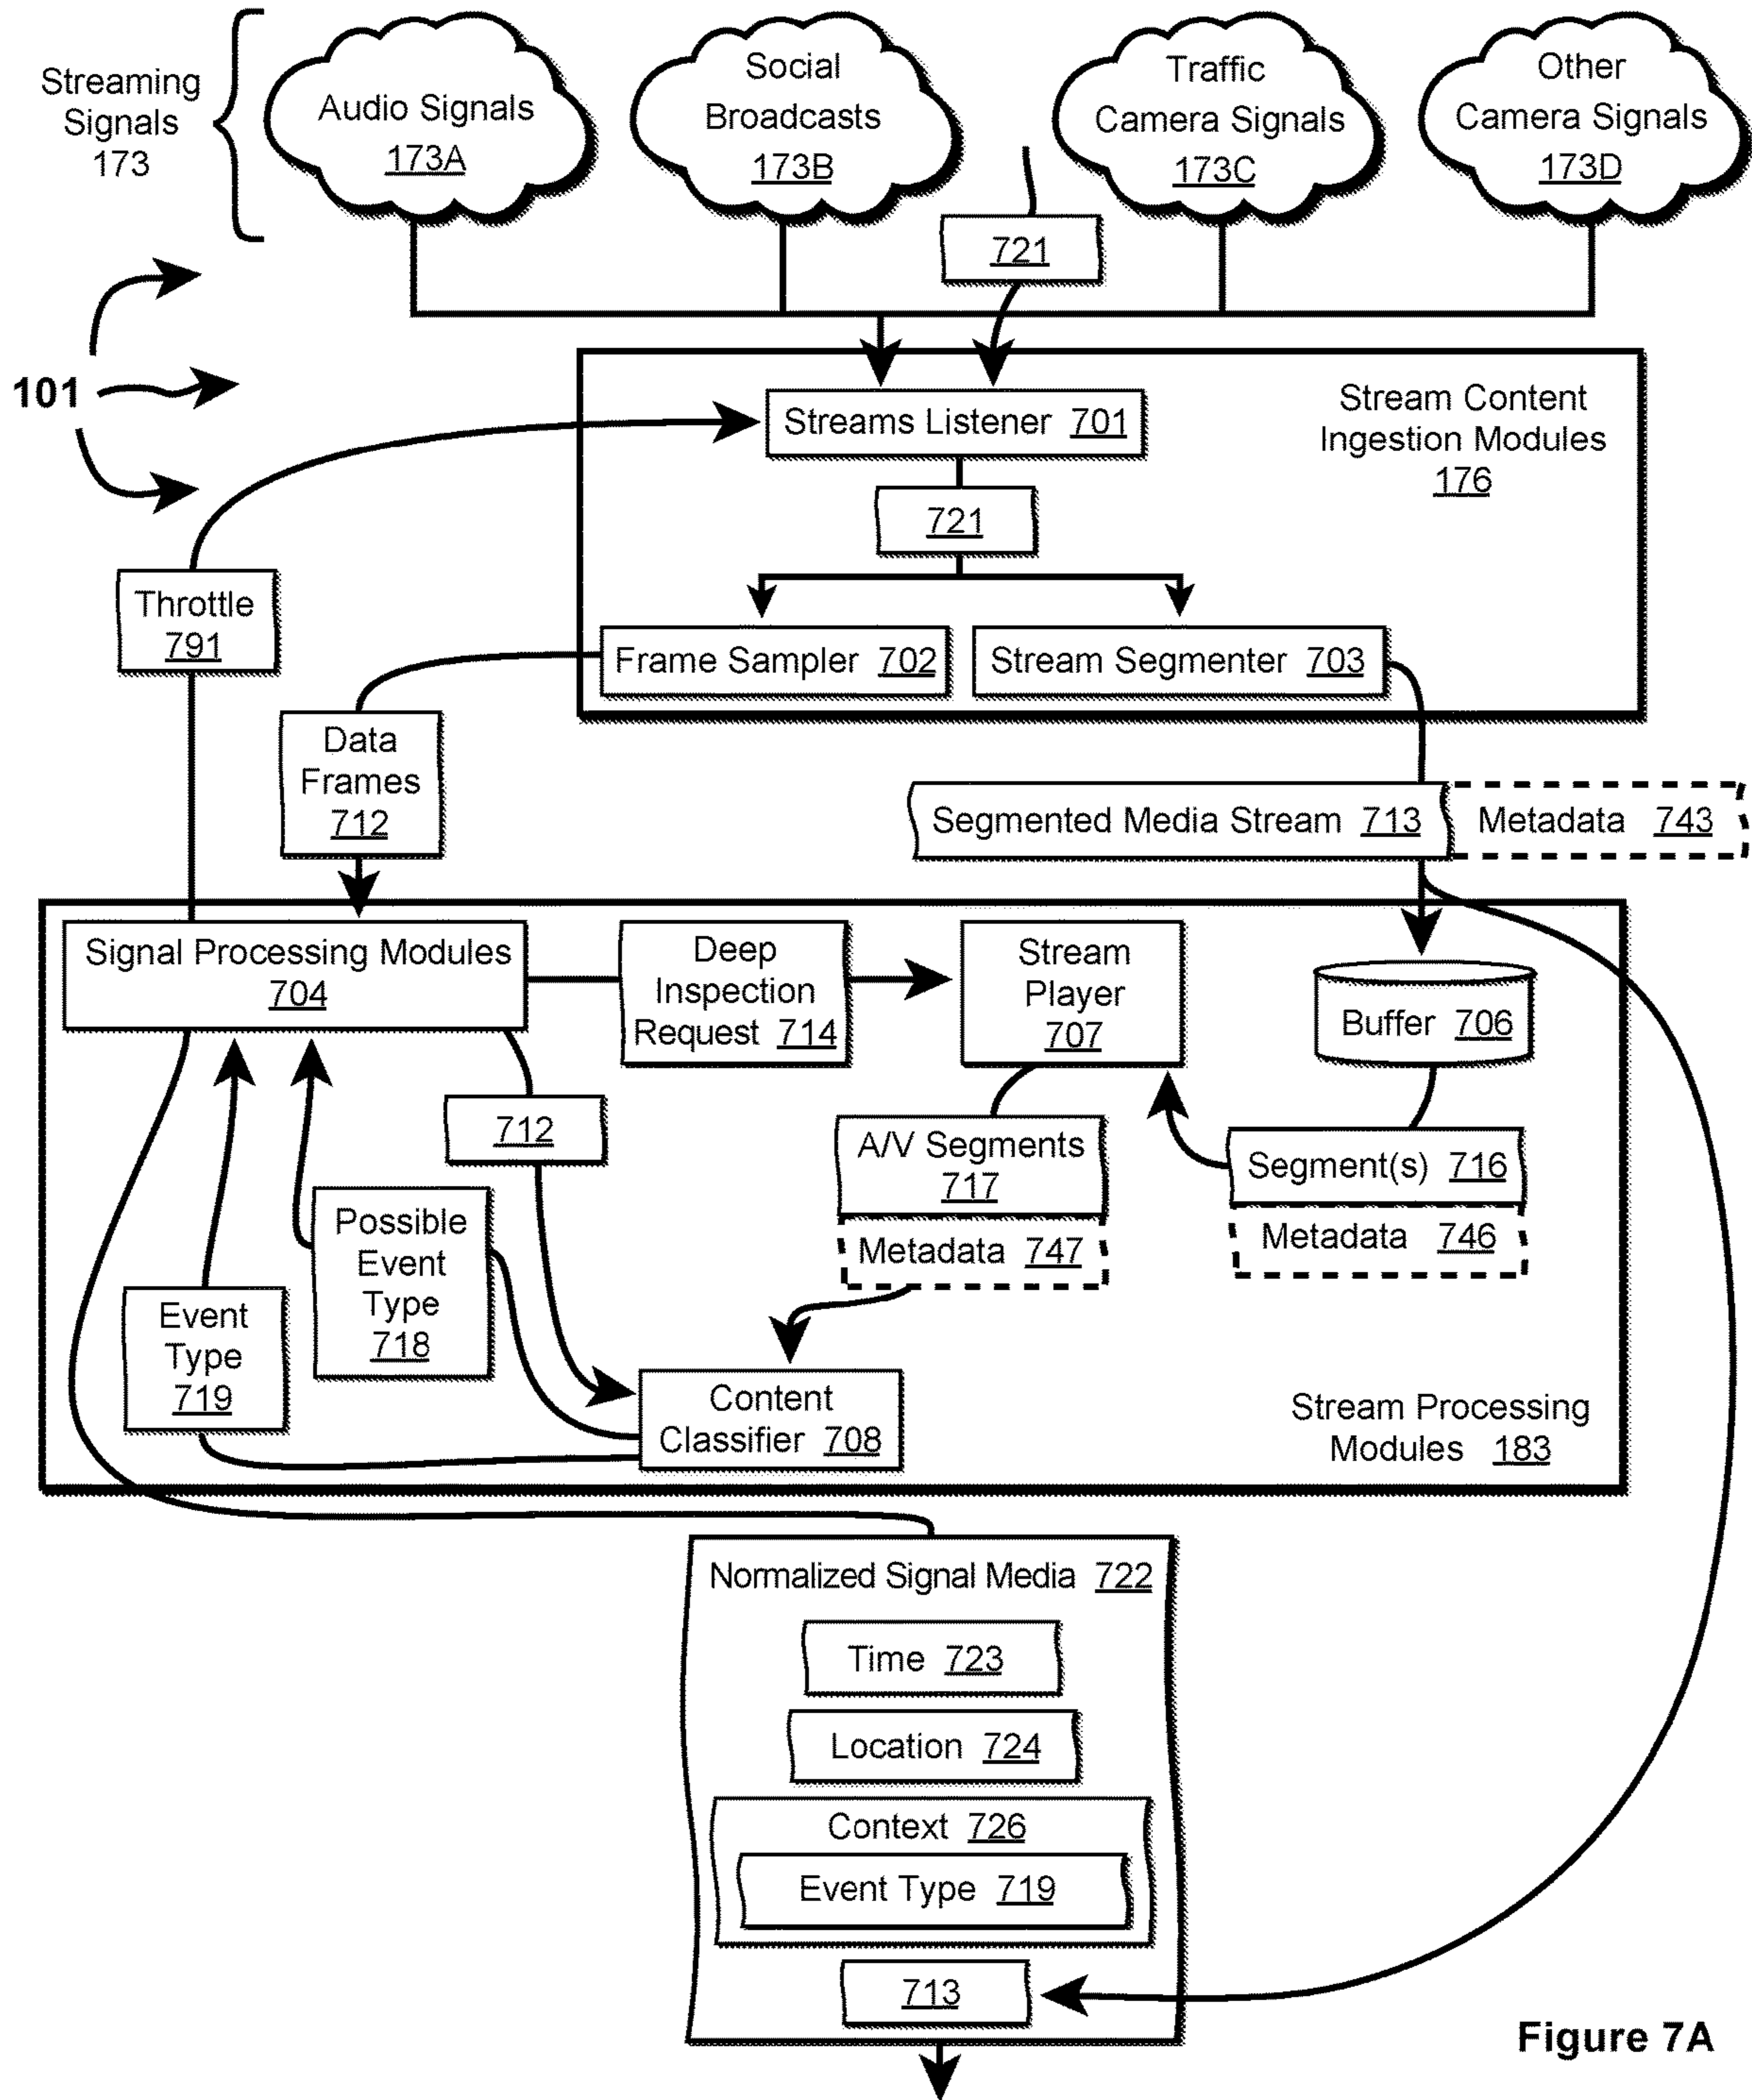 Streaming
Signals
173
Audio Signals
173A
Social
Broadcasts
173B
Traffic
Camera Signals
173C
Other
Camera Signals
173D
721
101
Streams Listener 701
Stream Content
Ingestion Modules
176
721
Throttle
791
Frame Sampler 702
Stream Segmenter 703
Data
Frames
712
Segmented Media Stream 713
Metadata 743
Signal Processing Modules
704
Deep
Inspection
Request 714
Stream
Player
707
Buffer 706
712
A/V Segments
717
Metadata 747
Segment(s) 716
Metadata 746
Possible
Event
Type
718
Event
Type
719
Content
Classifier 708
Stream Processing
Modules 183
Normalized Signal Media 722
Time 723
Location 724
Context 726
Event Type 719
713
Figure 7A